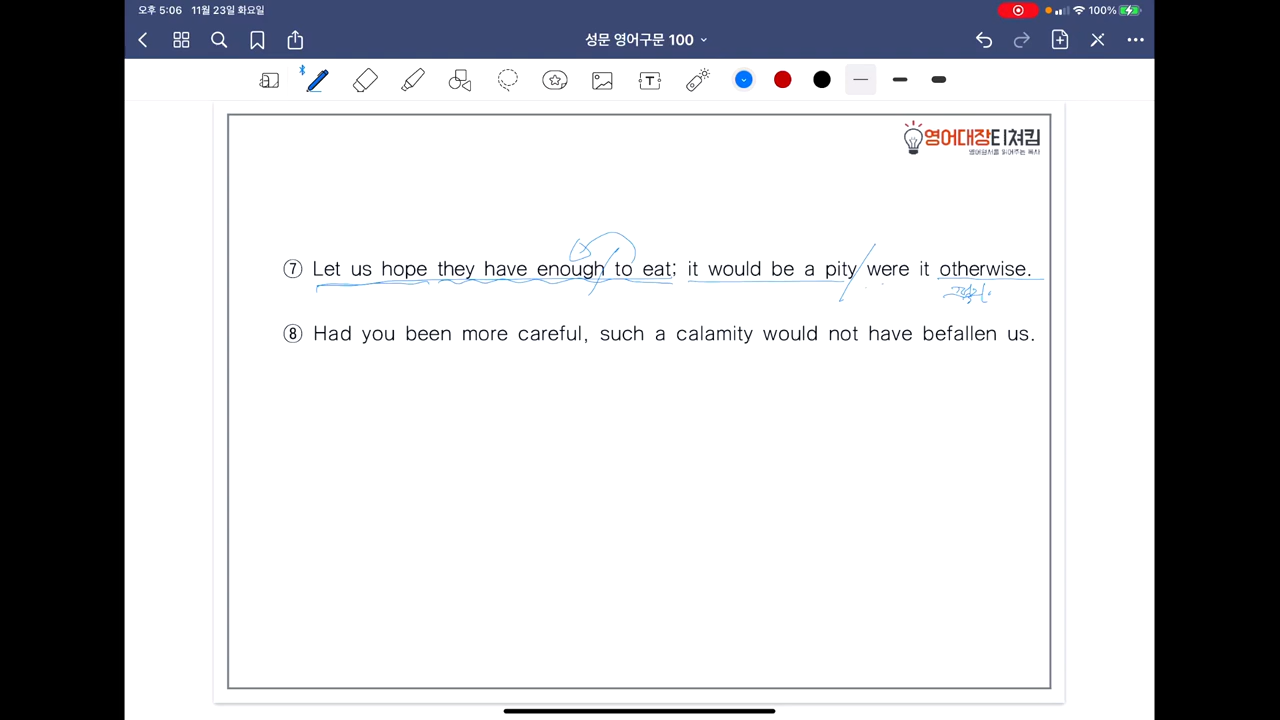 오후 5:06 11월 23일 화요일
100%
성문 영어구문 100
영어대장티쳐킴
⑦ Let us hope they have enough to eat; it would be a pity were it otherwise.
⑧ Had you been more careful, such a calamity would not have befallen us.